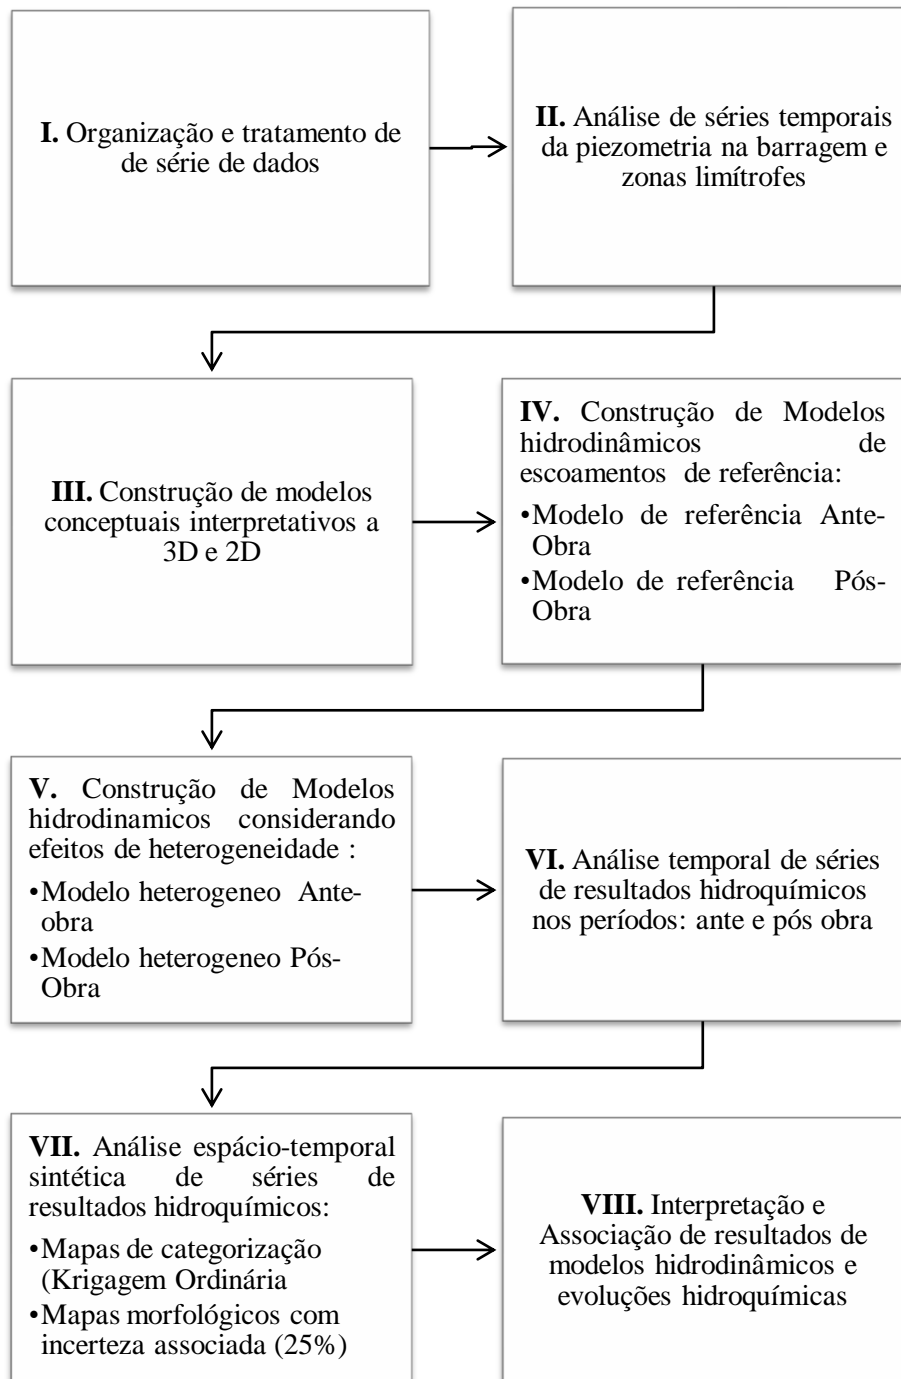 I. Organização e tratamento de
de série de dados
II. Análise de séries temporais
da piezometria na barragem e
zonas limítrofes
III. Construção de modelos
conceptuais interpretativos a
3D e 2D
IV. Construção de Modelos
hidrodinâmicos de
escoamentos de referência:
•Modelo de referência Ante-
Obra
•Modelo de referência Pós-
Obra
V. Construção de Modelos
hidrodinamicos considerando
efeitos de heterogeneidade :
•Modelo heterogeneo Ante-
obra
•Modelo heterogeneo Pós-
Obra
VI. Análise temporal de séries
de resultados hidroquímicos
nos períodos: ante e pós obra
VII. Análise espácio-temporal
sintética de séries de
resultados hidroquímicos:
•Mapas de categorização
(Krigagem Ordinária
•Mapas morfológicos com
incerteza associada (25%)
VIII. Interpretação e
Associação de resultados de
modelos hidrodinâmicos e
evoluções hidroquímicas